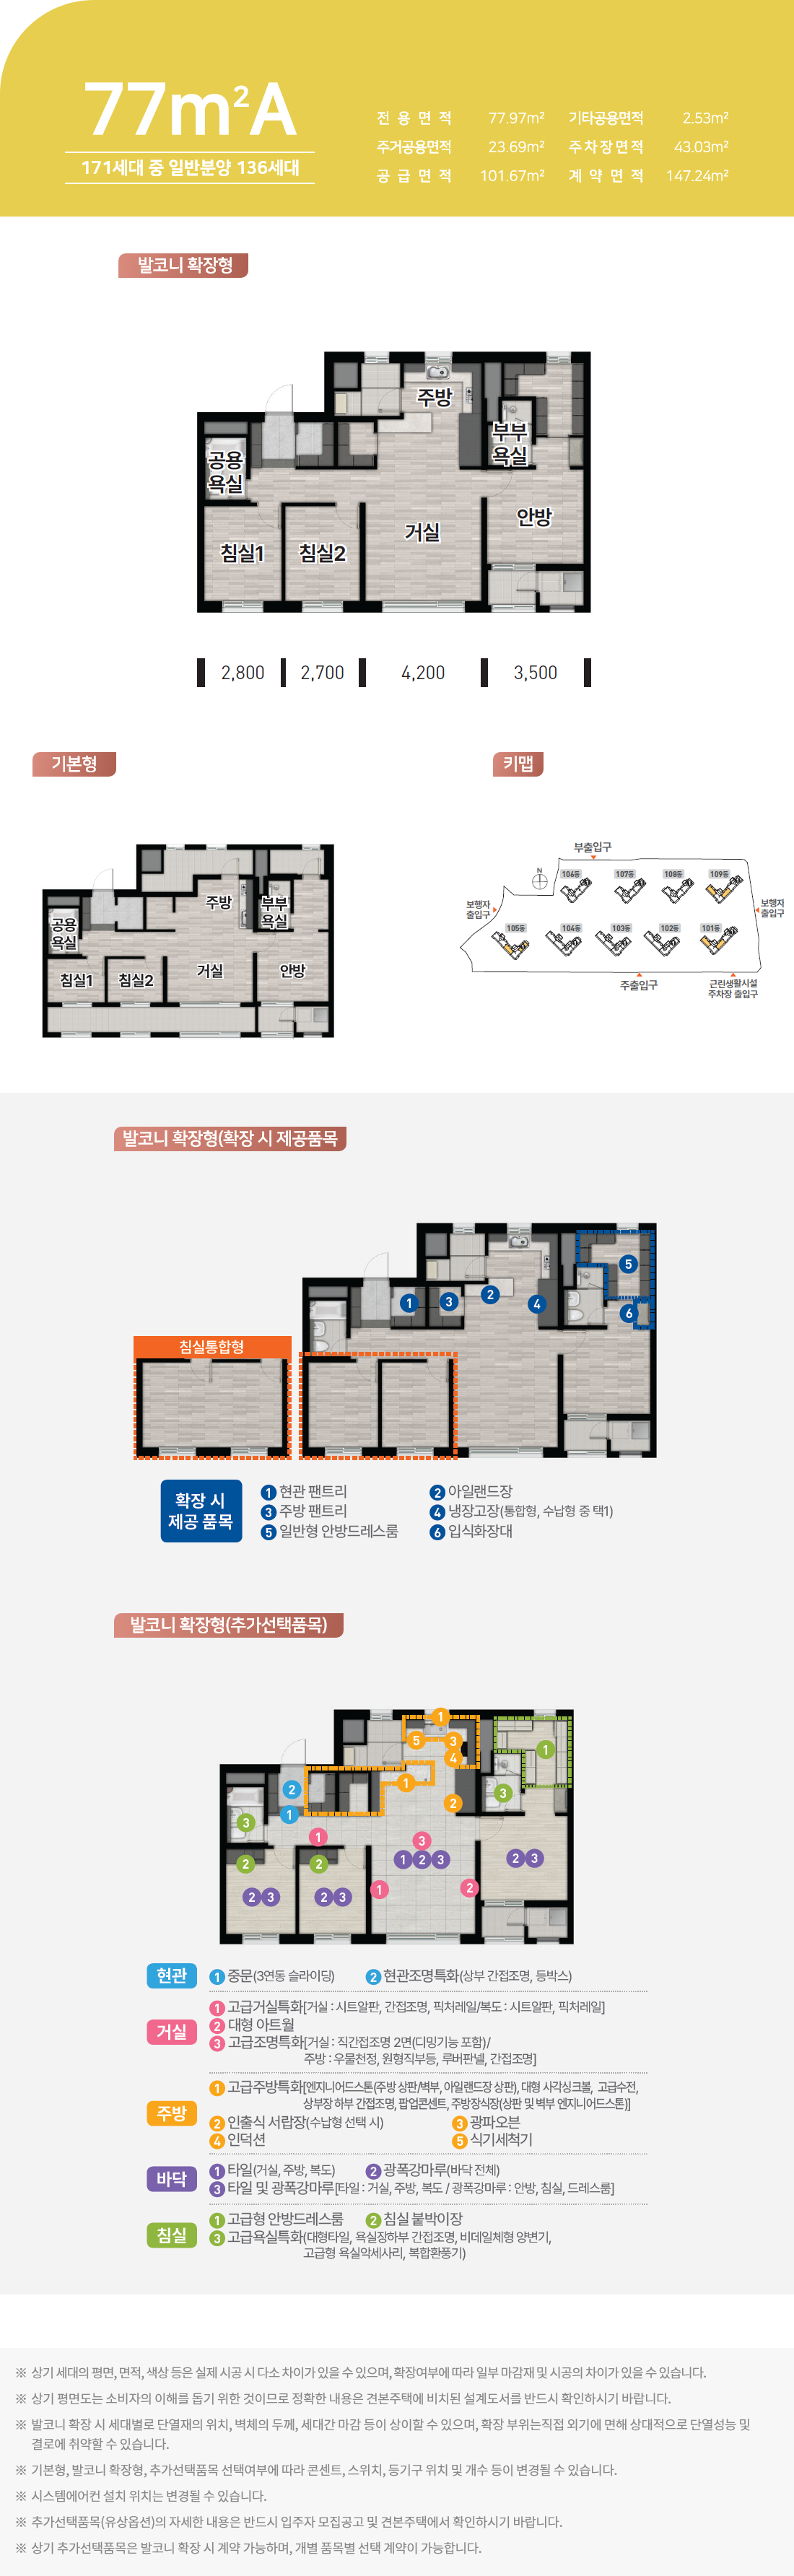 77m²A
171세대 중 일반분양 136세대
전용면적 77.97m² 기타공용면적 2.53m²
주거공용면적 23.69m² 주차장면적 43.03m²
공급면적 101.67m² 계약면적 147.24m²
발코니 확장형
주방
부부
욕실
공용
욕실
안방
거실
침실1
침실2
2,800 2,700 4,200 3,500
기본형
키맵
주방
부부
욕실
공용
욕실
침실1
침실2
거실
안방
부출입구
N
106동 107동 108동 109동
보행자
출입구
보행자
출입구
105동 104동 103동 102동 101동
주출입구
근린생활시설
주차장 출입구
발코니 확장형(확장 시 제공품목
5
1 3 2 4
6
침실통합형
확장 시
제공 품목
1 현관 팬트리 2 아일랜드장
3 주방 팬트리 4 냉장고장(통합형, 수납형 중 택1)
5 일반형 안방드레스룸 6 입식화장대
발코니 확장형(추가선택품목)
1
5 3
4
1
2 1 3
1 2
3
1 3
2 2 1 2 3 2 3
2 3 2 3 1 2
현관
1 중문(3연동 슬라이딩) 2 현관조명특화(상부 간접조명, 등박스)
거실
1 고급거실특화[거실 : 시트알판, 간접조명, 픽처레일/복도 : 시트알판, 픽처레일]
2 대형 아트월
3 고급조명특화[거실 : 직간접조명 2면(디밍기능 포함)/
주방 : 우물천정, 원형직부등, 루버판넬, 간접조명]
주방
1 고급주방특화[엔지니어드스톤(주방 상판/벽부, 아일랜드장 상판), 대형 사각싱크볼, 고급수전,
상부장 하부 간접조명, 팝업콘센트, 주방장식장(상판 및 벽부 엔지니어드스톤)]
2 인출식 서랍장(수납형 선택 시) 3 광파오븐
4 인덕션 5 식기세척기
바닥
1 타일(거실, 주방, 복도) 2 광폭강마루(바닥 전체)
3 타일 및 광폭강마루[타일 : 거실, 주방, 복도 / 광폭강마루 : 안방, 침실, 드레스룸]
침실
1 고급형 안방드레스룸 2 침실 붙박이장
3 고급욕실특화(대형타일, 욕실장하부 간접조명, 비데일체형 양변기,
고급형 욕실악세사리, 복합환풍기)
※ 상기 세대의 평면, 면적, 색상 등은 실제 시공 시 다소 차이가 있을 수 있으며, 확장여부에 따라 일부 마감재 및 시공의 차이가 있을 수 있습니다.
※ 상기 평면도는 소비자의 이해를 돕기 위한 것이므로 정확한 내용은 견본주택에 비치된 설계도서를 반드시 확인하시기 바랍니다.
※ 발코니 확장 시 세대별로 단열재의 위치, 벽체의 두께, 세대간 마감 등이 상이할 수 있으며, 확장 부위는직접 외기에 면해 상대적으로 단열성능 및
결로에 취약할 수 있습니다.
※ 기본형, 발코니 확장형, 추가선택품목 선택여부에 따라 콘센트, 스위치, 등기구 위치 및 개수 등이 변경될 수 있습니다.
※ 시스템에어컨 설치 위치는 변경될 수 있습니다.
※ 추가선택품목(유상옵션)의 자세한 내용은 반드시 입주자 모집공고 및 견본주택에서 확인하시기 바랍니다.
※ 상기 추가선택품목은 발코니 확장 시 계약 가능하며, 개별 품목별 선택 계약이 가능합니다.